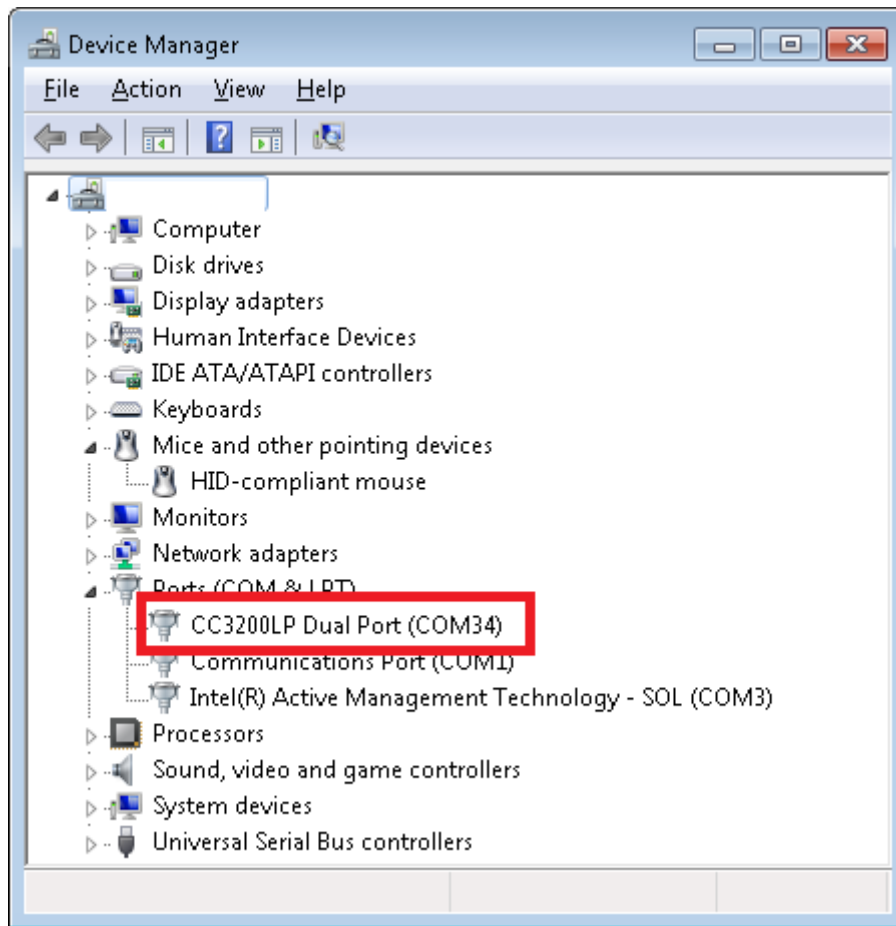 Device Manager
File Action View Help
Computer
Disk drives
Display adapters
Human Interface Devices
IDE ATA/ATAPI controllers
Keyboards
Mice and other pointing devices
HID-compliant mouse
Monitors
Network adapters
Ports (COM & LPT)
CC3200LP Dual Port (COM34)
Communications Port (COM1)
Intel(R) Active Management Technology - SOL (COM3)
Processors
Sound, video and game controllers
System devices
Universal Serial Bus controllers